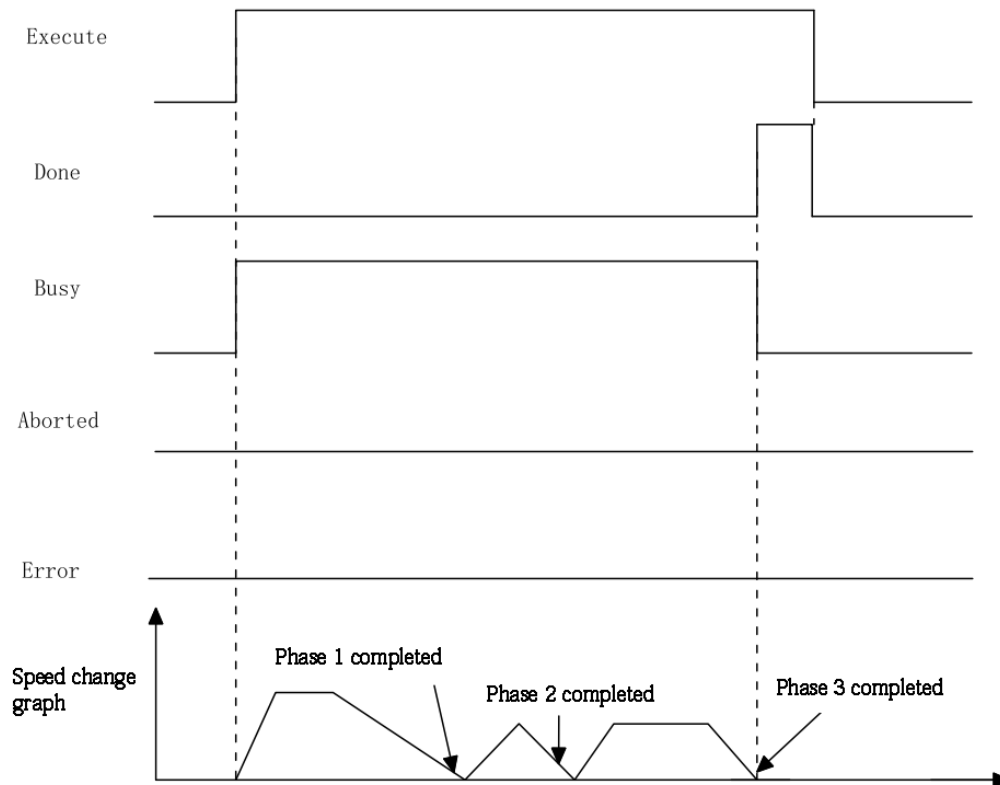 Execute
Done
Busy
Aborted
Error
Speed change
graph
Phase 1 completed
Phase 2 completed
Phase 3 completed